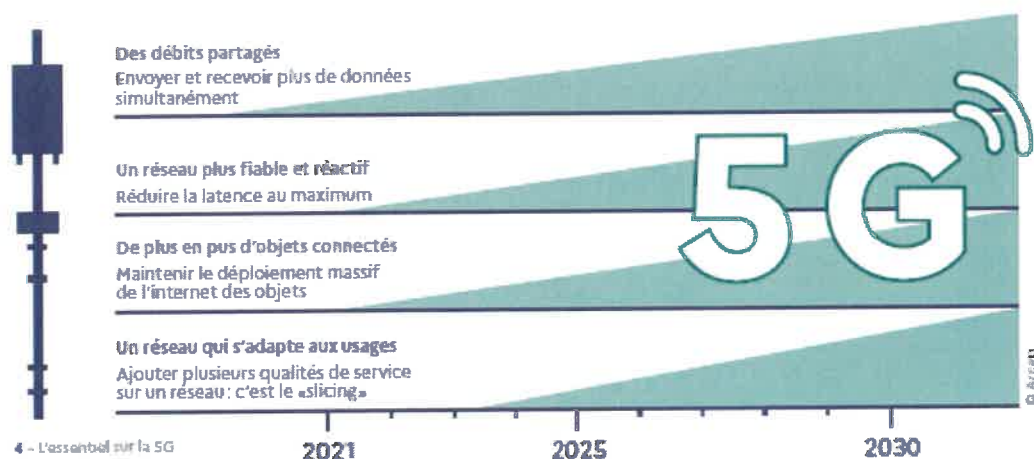 Des débits partagés
Envoyer et recevoir plus de données
simultanément
Un réseau plus fiable et réactif
Réduire la latence au maximum
De plus en pus d'objets connectés
Maintenir le déploiement massif
de l'internet des objets
Un réseau qui s'adapte aux usages
Ajouter plusieurs qualités de service
sur un réseau : c'est le «slicing»
5G
2021
2025
2030
4 – L'essentiel sur la 5G